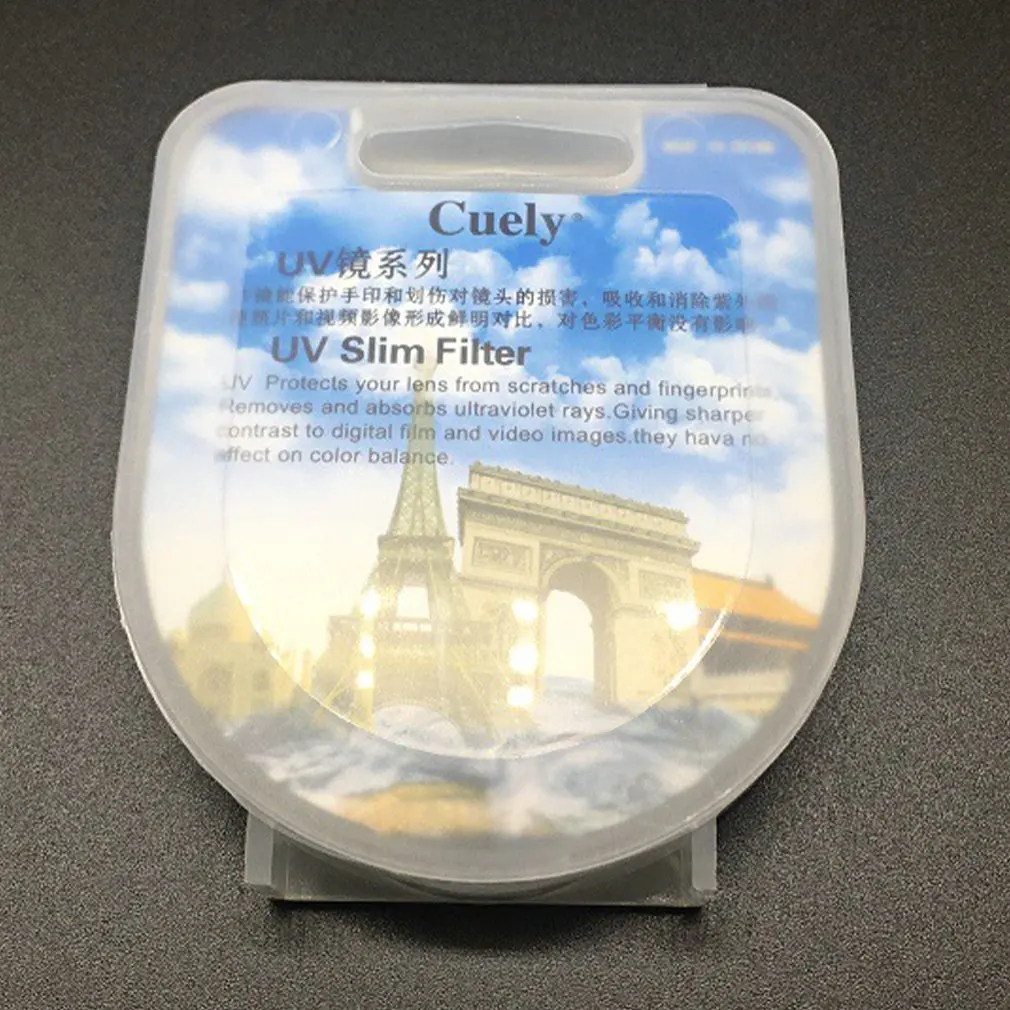 Cuely®
UV镜系列
能保护手印和划伤对镜头的损害，吸收和消除紫外
照片和视频影像形成鲜明对比，对色彩平衡没有影响
UV Slim Filter
UV Protects your lens from scratches and fingerprints,
Removes and absorbs ultraviolet rays.Giving sharper
contrast to digital film and video images.they hava no
affect on color balance.